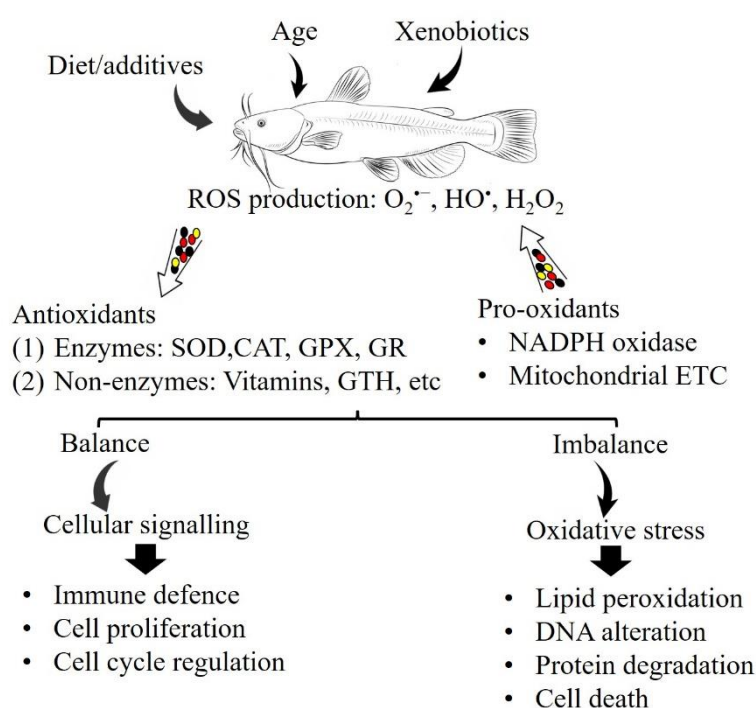 Age
Xenobiotics
Diet/additives
ROS production: O₂•−, HO•, H₂O₂
Antioxidants
(1) Enzymes: SOD,CAT, GPX, GR
(2) Non-enzymes: Vitamins, GTH, etc
Pro-oxidants
• NADPH oxidase
• Mitochondrial ETC
Balance
Imbalance
Cellular signalling
Oxidative stress
• Immune defence
• Cell proliferation
• Cell cycle regulation
• Lipid peroxidation
• DNA alteration
• Protein degradation
• Cell death